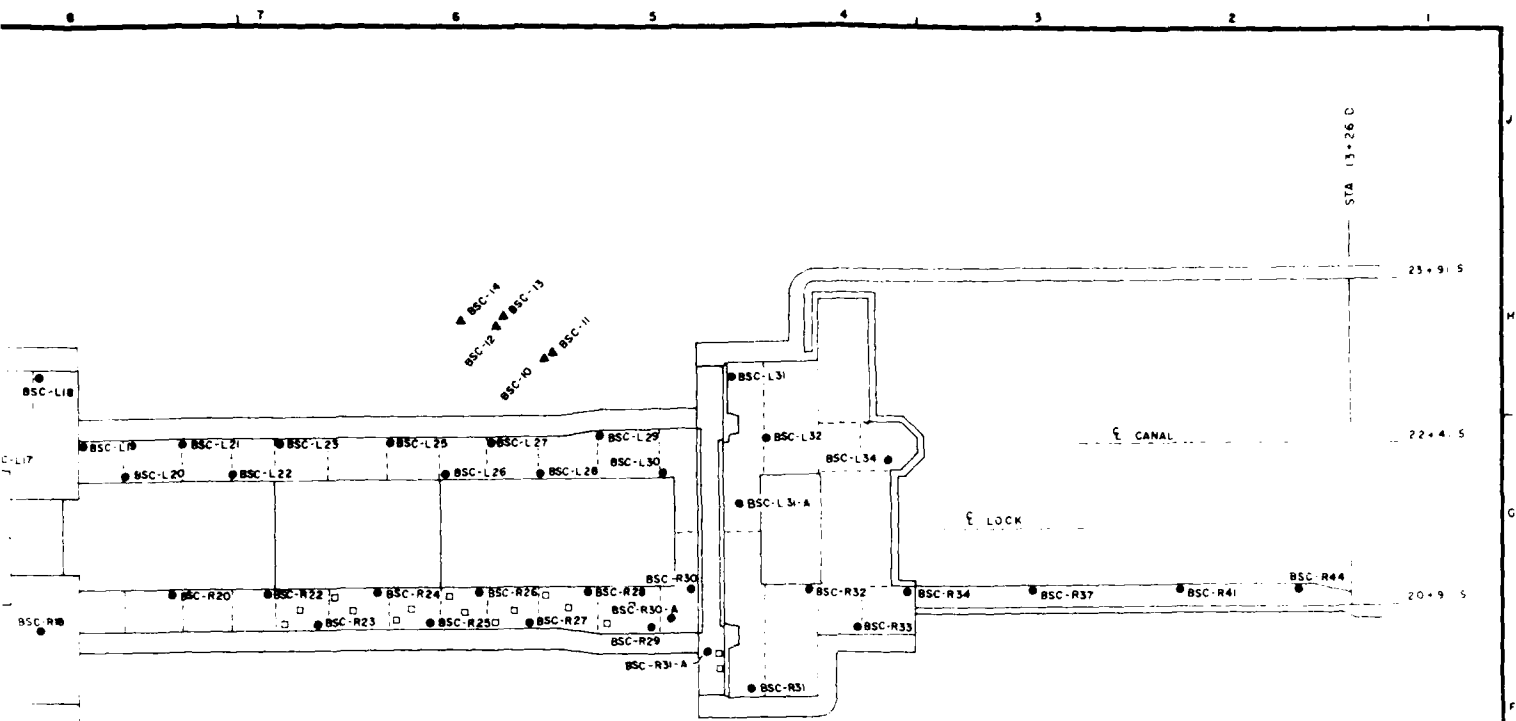 8 7 6 5 4 3 2 1
J
STA 13+26 D
23+91 S
BSC-14
BSC-13
H
BSC-12
BSC-11
BSC-10
BSC-L31
BSC-L18
BSC-L29
BSC-L21 BSC-L23 BSC-L25 BSC-L27
BSC-L32
℄ CANAL
22+4 S
BSC-L30
BSC-L34
BSC-L20 BSC-L22 BSC-L26 BSC-L28
BSC-L31-A
G
℄ LOCK
BSC-R30
BSC-R44
BSC-R20 BSC-R22 BSC-R24 BSC-R26 BSC-R28
BSC-R32 BSC-R34 BSC-R37 BSC-R41
20+9 S
BSC-R30-A
BSC-R18
BSC-R23 BSC-R25 BSC-R27
BSC-R33
BSC-R29
BSC-R31-A
BSC-R31
F